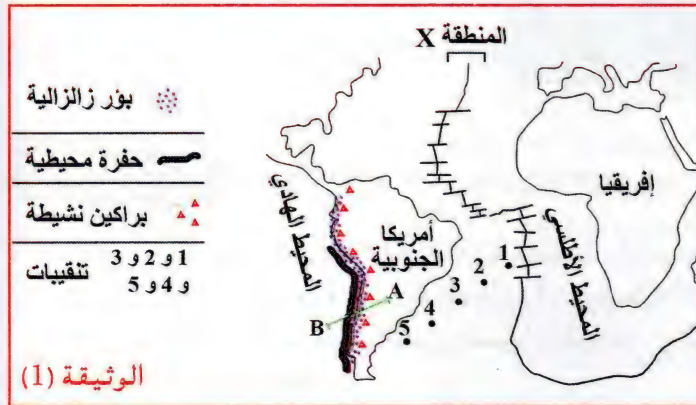 المنطقة X
بؤر زالزالية
حفرة محيطية
براكين نشيطة
1 و 2 و 3
و 4 و 5
تنقيبات
إفريقيا
المحيط الهادي
أمريكا
الجنوبية
المحيط الأطلسي
1
2
3
4
5
A
B
الوثيقة (1)